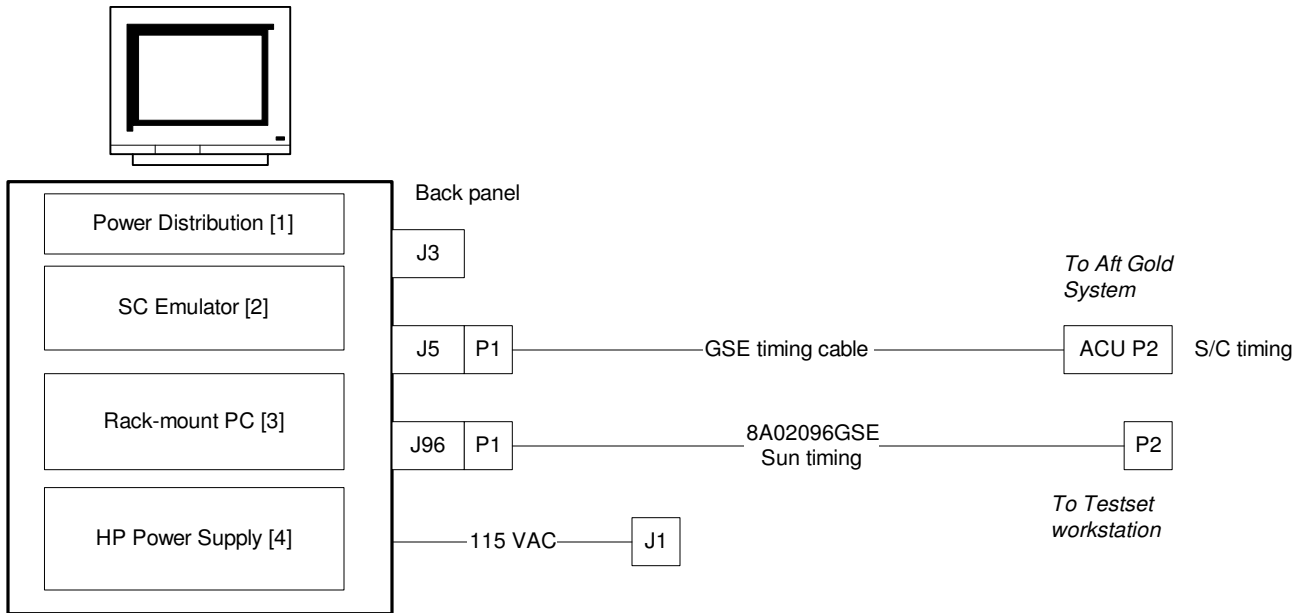 Back panel
Power Distribution [1]
J3
To Aft Gold
System
SC Emulator [2]
J5 P1 GSE timing cable ACU P2 S/C timing
Rack-mount PC [3]
J96 P1 8A02096GSE P2
Sun timing
To Testset
workstation
HP Power Supply [4]
115 VAC J1